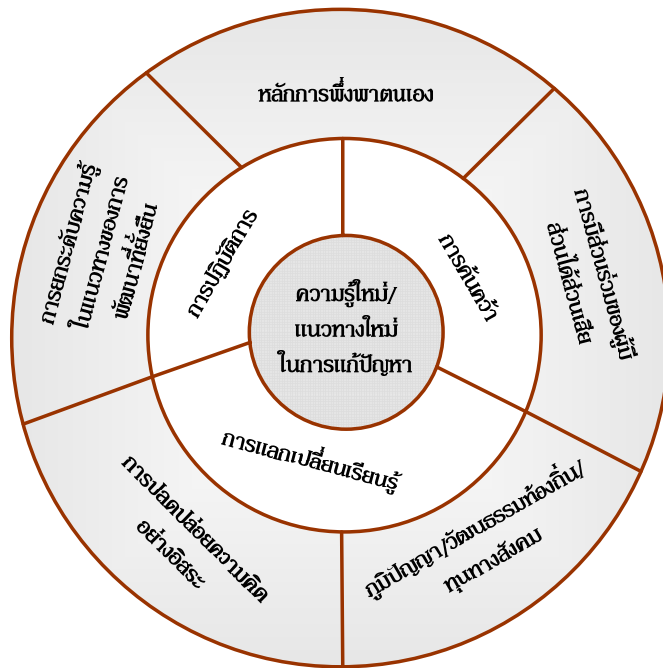 หลักการพึ่งพาตนเอง
การมีส่วนร่วมของผู้มี
ส่วนได้ส่วนเสีย
ภูมิปัญญา/วัฒนธรรมท้องถิ่น/
ทุนทางสังคม
การปลดปล่อยความคิด
อย่างอิสระ
การยกระดับความรู้
ในแนวทางของการ
พัฒนาที่ยั่งยืน
การปฏิบัติการ
การค้นคว้า
การแลกเปลี่ยนเรียนรู้
ความรู้ใหม่/
แนวทางใหม่
ในการแก้ปัญหา